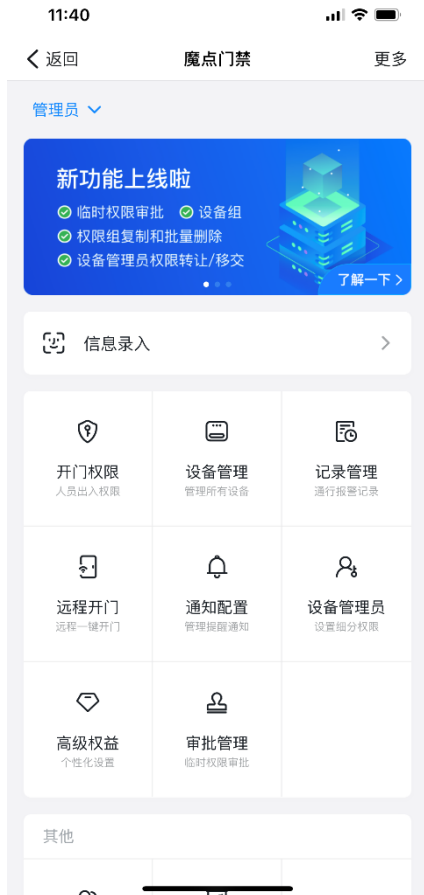 11:40
返回
魔点门禁
更多
管理员
新功能上线啦
临时权限审批 设备组
权限组复制和批量删除
设备管理员权限转让/移交
了解一下
信息录入
开门权限
人员出入权限
设备管理
管理所有设备
记录管理
通行报警记录
远程开门
远程一键开门
通知配置
管理提醒通知
设备管理员
设置细分权限
高级权益
个性化设置
审批管理
临时权限审批
其他